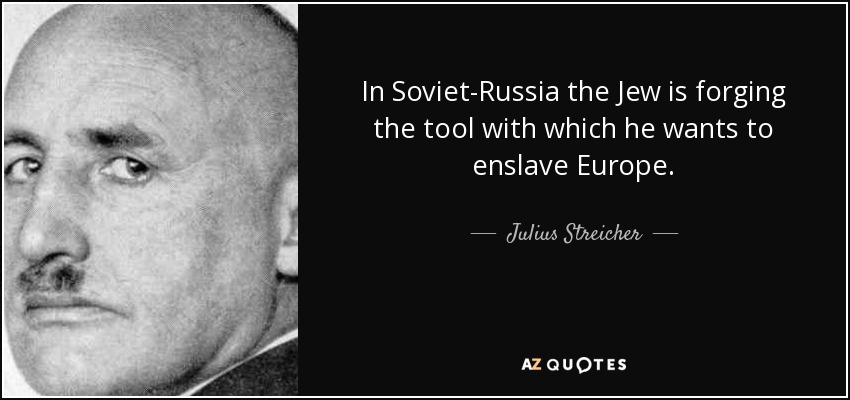 In Soviet-Russia the Jew is forging
the tool with which he wants to
enslave Europe.
Julius Streicher
AZ QUOTES